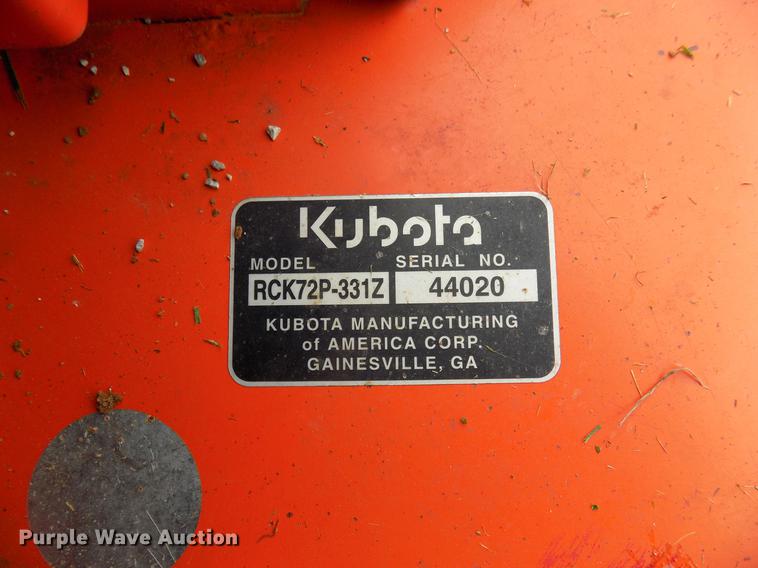 Kubota
MODEL SERIAL NO.
RCK72P-331Z 44020
KUBOTA MANUFACTURING
of AMERICA CORP.
GAINESVILLE, GA
Purple Wave Auction